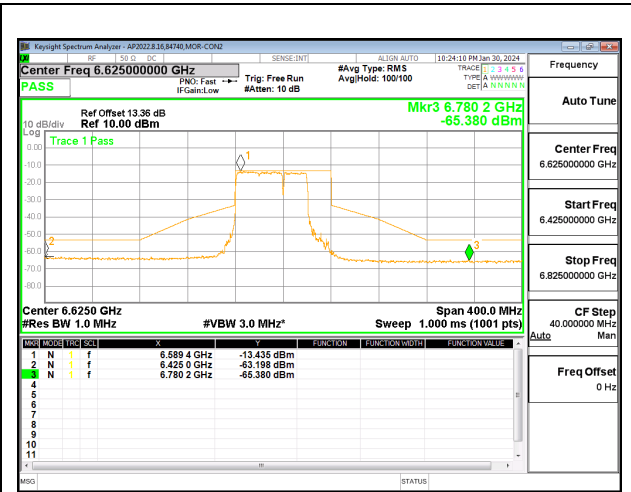 Keysight Spectrum Analyzer - AP2022.8.16,84740,MOR-CON2
RF 50 Ω DC SENSE:INT ALIGN AUTO 10:24:10 PM Jan 30, 2024
Center Freq 6.625000000 GHz
PNO: Fast
IFGain:Low
Trig: Free Run
#Atten: 10 dB
#Avg Type: RMS
Avg|Hold: 100/100
TRACE 1 2 3 4 5 6
TYPE A WWWWW
DET A N N N N N
PASS
Ref Offset 13.36 dB
Ref 10.00 dBm
10 dB/div
Log
Mkr3 6.780 2 GHz
-65.380 dBm
Trace 1 Pass
0.00
-10.0
-20.0
-30.0
-40.0
-50.0
-60.0
-70.0
-80.0
1
2
3
Center 6.6250 GHz
Span 400.0 MHz
#Res BW 1.0 MHz
#VBW 3.0 MHz*
Sweep 1.000 ms (1001 pts)
MKR MODE TRC SCL X Y FUNCTION FUNCTION WIDTH FUNCTION VALUE
1 N 1 f 6.589 4 GHz -13.435 dBm
2 N 1 f 6.425 0 GHz -63.198 dBm
3 N 1 f 6.780 2 GHz -65.380 dBm
4
5
6
7
8
9
10
11
MSG
STATUS
Frequency
Auto Tune
Center Freq
6.625000000 GHz
Start Freq
6.425000000 GHz
Stop Freq
6.825000000 GHz
CF Step
40.000000 MHz
Auto Man
Freq Offset
0 Hz